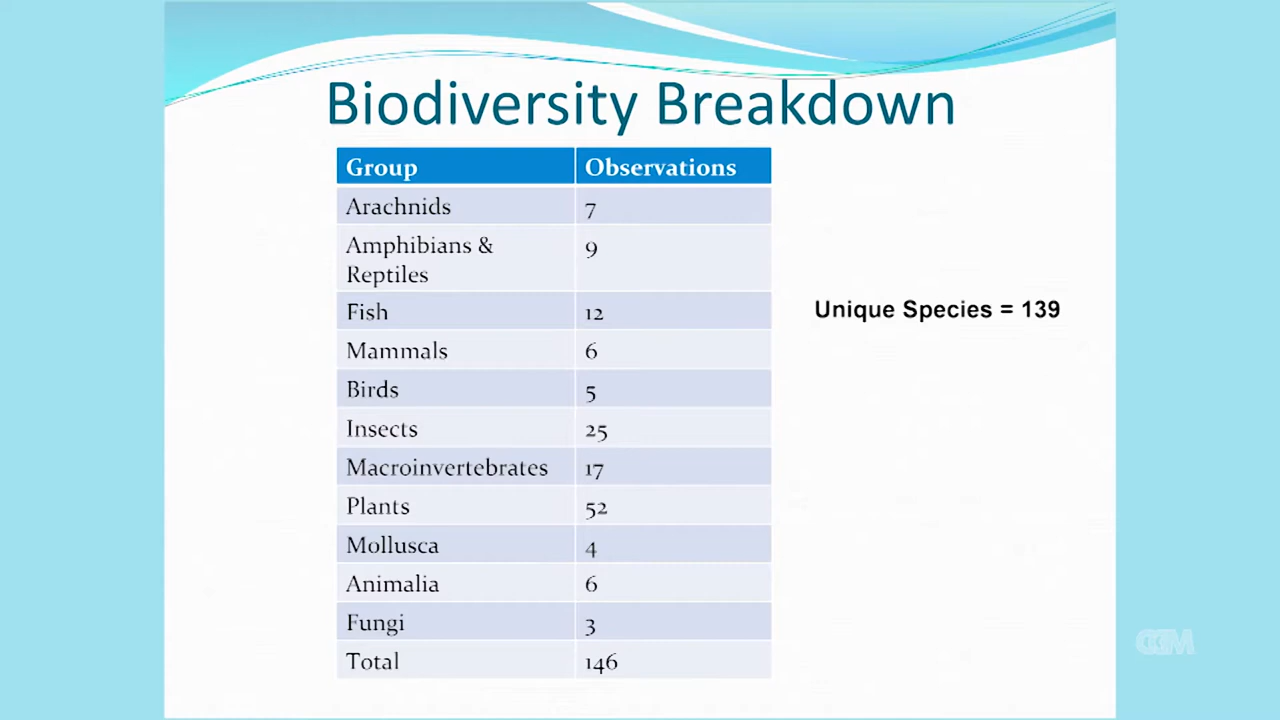 Biodiversity Breakdown
Group Observations
Arachnids 7
Amphibians & 9
Reptiles
Fish 12
Unique Species = 139
Mammals 6
Birds 5
Insects 25
Macroinvertebrates 17
Plants 52
Mollusca 4
Animalia 6
Fungi 3
Total 146